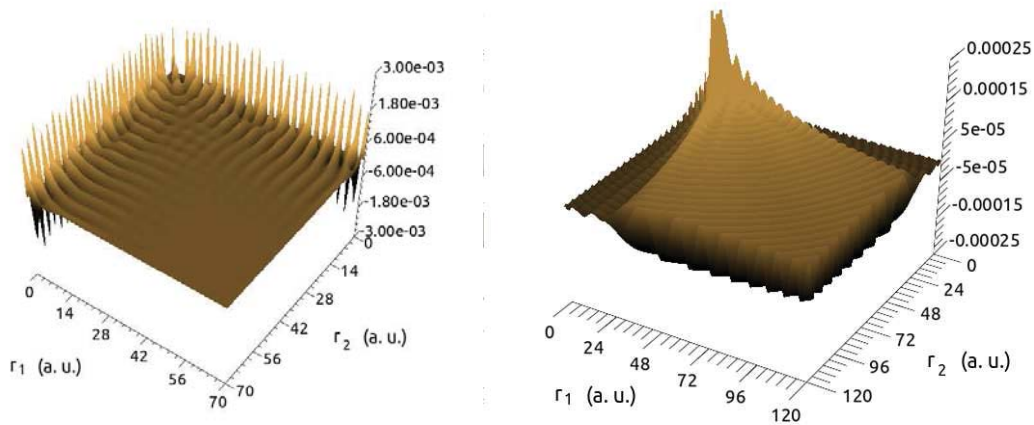 3.00e-03
1.80e-03
6.00e-04
-6.00e-04
-1.80e-03
-3.00e-03
0
14
28
42
56
70
r2 (a. u.)
0
14
28
42
56
70
r1 (a. u.)
0.00025
0.00015
5e-05
-5e-05
-0.00015
-0.00025
0
24
48
72
96
120
r2 (a. u.)
0
24
48
72
96
120
r1 (a. u.)